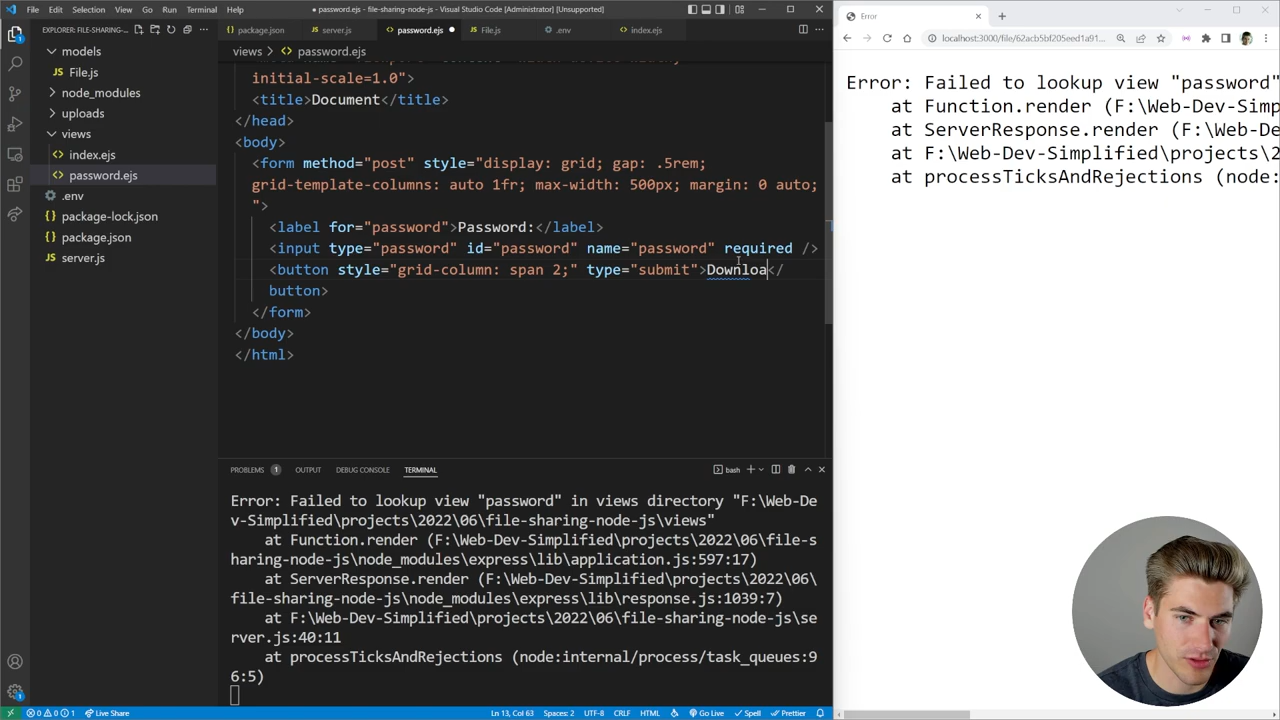 File Edit Selection View Go Run Terminal Help
• password.ejs - file-sharing-node-js - Visual Studio Code [Administrator] [Unsupported]
EXPLORER: FILE-SHARING-...
models
File.js
node_modules
uploads
views
index.ejs
password.ejs
.env
package-lock.json
package.json
server.js
package.json server.js password.ejs File.js .env index.ejs
views > password.ejs
initial-scale=1.0">
<title>Document</title>
</head>
<body>
<form method="post" style="display: grid; gap: .5rem;
grid-template-columns: auto 1fr; max-width: 500px; margin: 0 auto;
">
<label for="password">Password:</label>
<input type="password" id="password" name="password" required />
<button style="grid-column: span 2;" type="submit">Downloa</
button>
</form>
</body>
</html>
PROBLEMS 1 OUTPUT DEBUG CONSOLE TERMINAL
bash
Error: Failed to lookup view "password" in views directory "F:\Web-De
v-Simplified\projects\2022\06\file-sharing-node-js\views"
at Function.render (F:\Web-Dev-Simplified\projects\2022\06\file-s
haring-node-js\node_modules\express\lib\application.js:597:17)
at ServerResponse.render (F:\Web-Dev-Simplified\projects\2022\06\
file-sharing-node-js\node_modules\express\lib\response.js:1039:7)
at F:\Web-Dev-Simplified\projects\2022\06\file-sharing-node-js\se
rver.js:40:11
at processTicksAndRejections (node:internal/process/task_queues:9
6:5)
0 0 1 Live Share
Ln 13, Col 63 Spaces: 2 UTF-8 CRLF HTML Go Live Spell Prettier
Error
localhost:3000/file/62acb5bf205eed1a91...
Error: Failed to lookup view "password"
at Function.render (F:\Web-Dev-Simp
at ServerResponse.render (F:\Web-De
at F:\Web-Dev-Simplified\projects\2
at processTicksAndRejections (node: